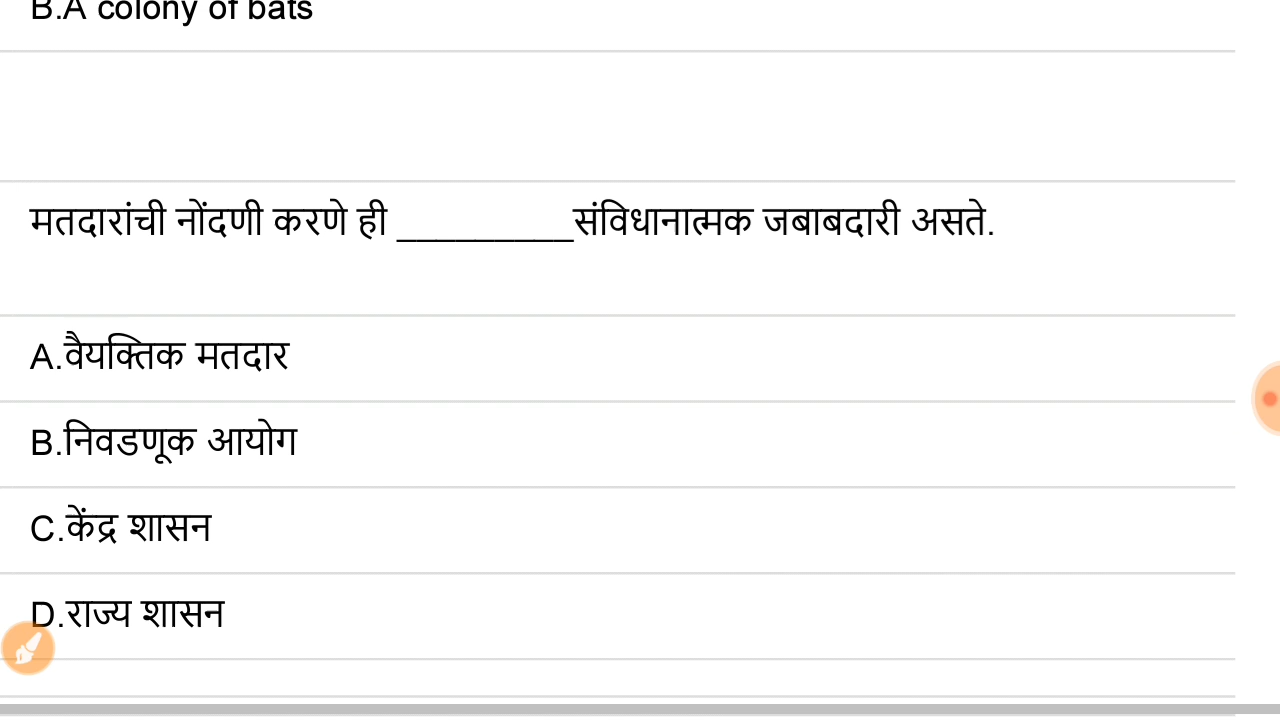 B.A colony of bats
मतदारांची नोंदणी करणे ही _________संविधानात्मक जबाबदारी असते.
A.वैयक्तिक मतदार
B.निवडणूक आयोग
C.केंद्र शासन
D.राज्य शासन